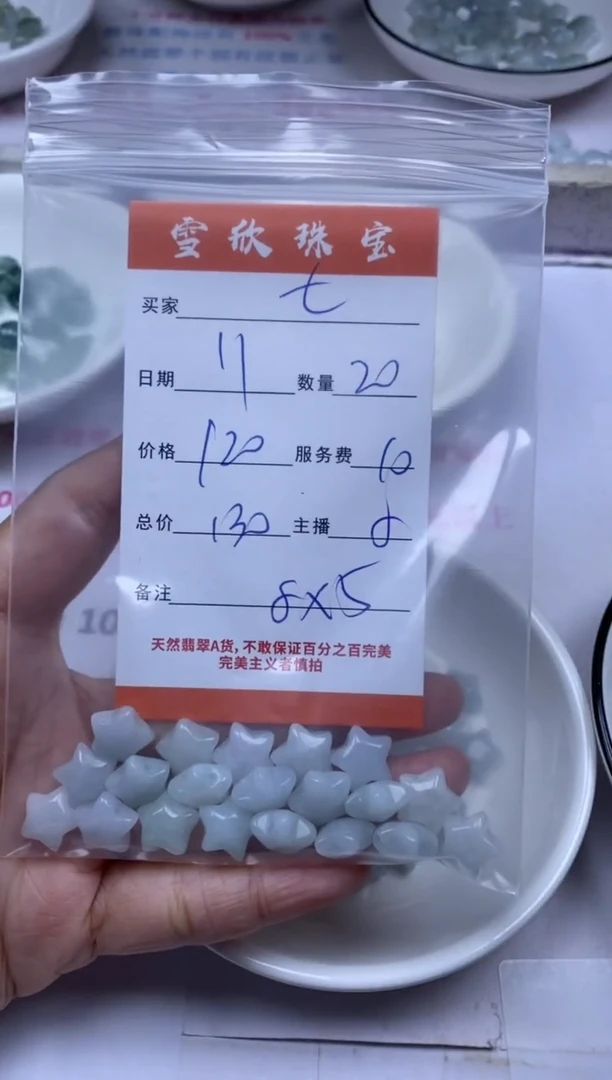 雪欣珠宝
买家 七
日期 11 数量 20
价格 120 服务费 10
总价 130 主播
备注 8x5
天然翡翠A货,不敢保证百分之百完美
完美主义者慎拍